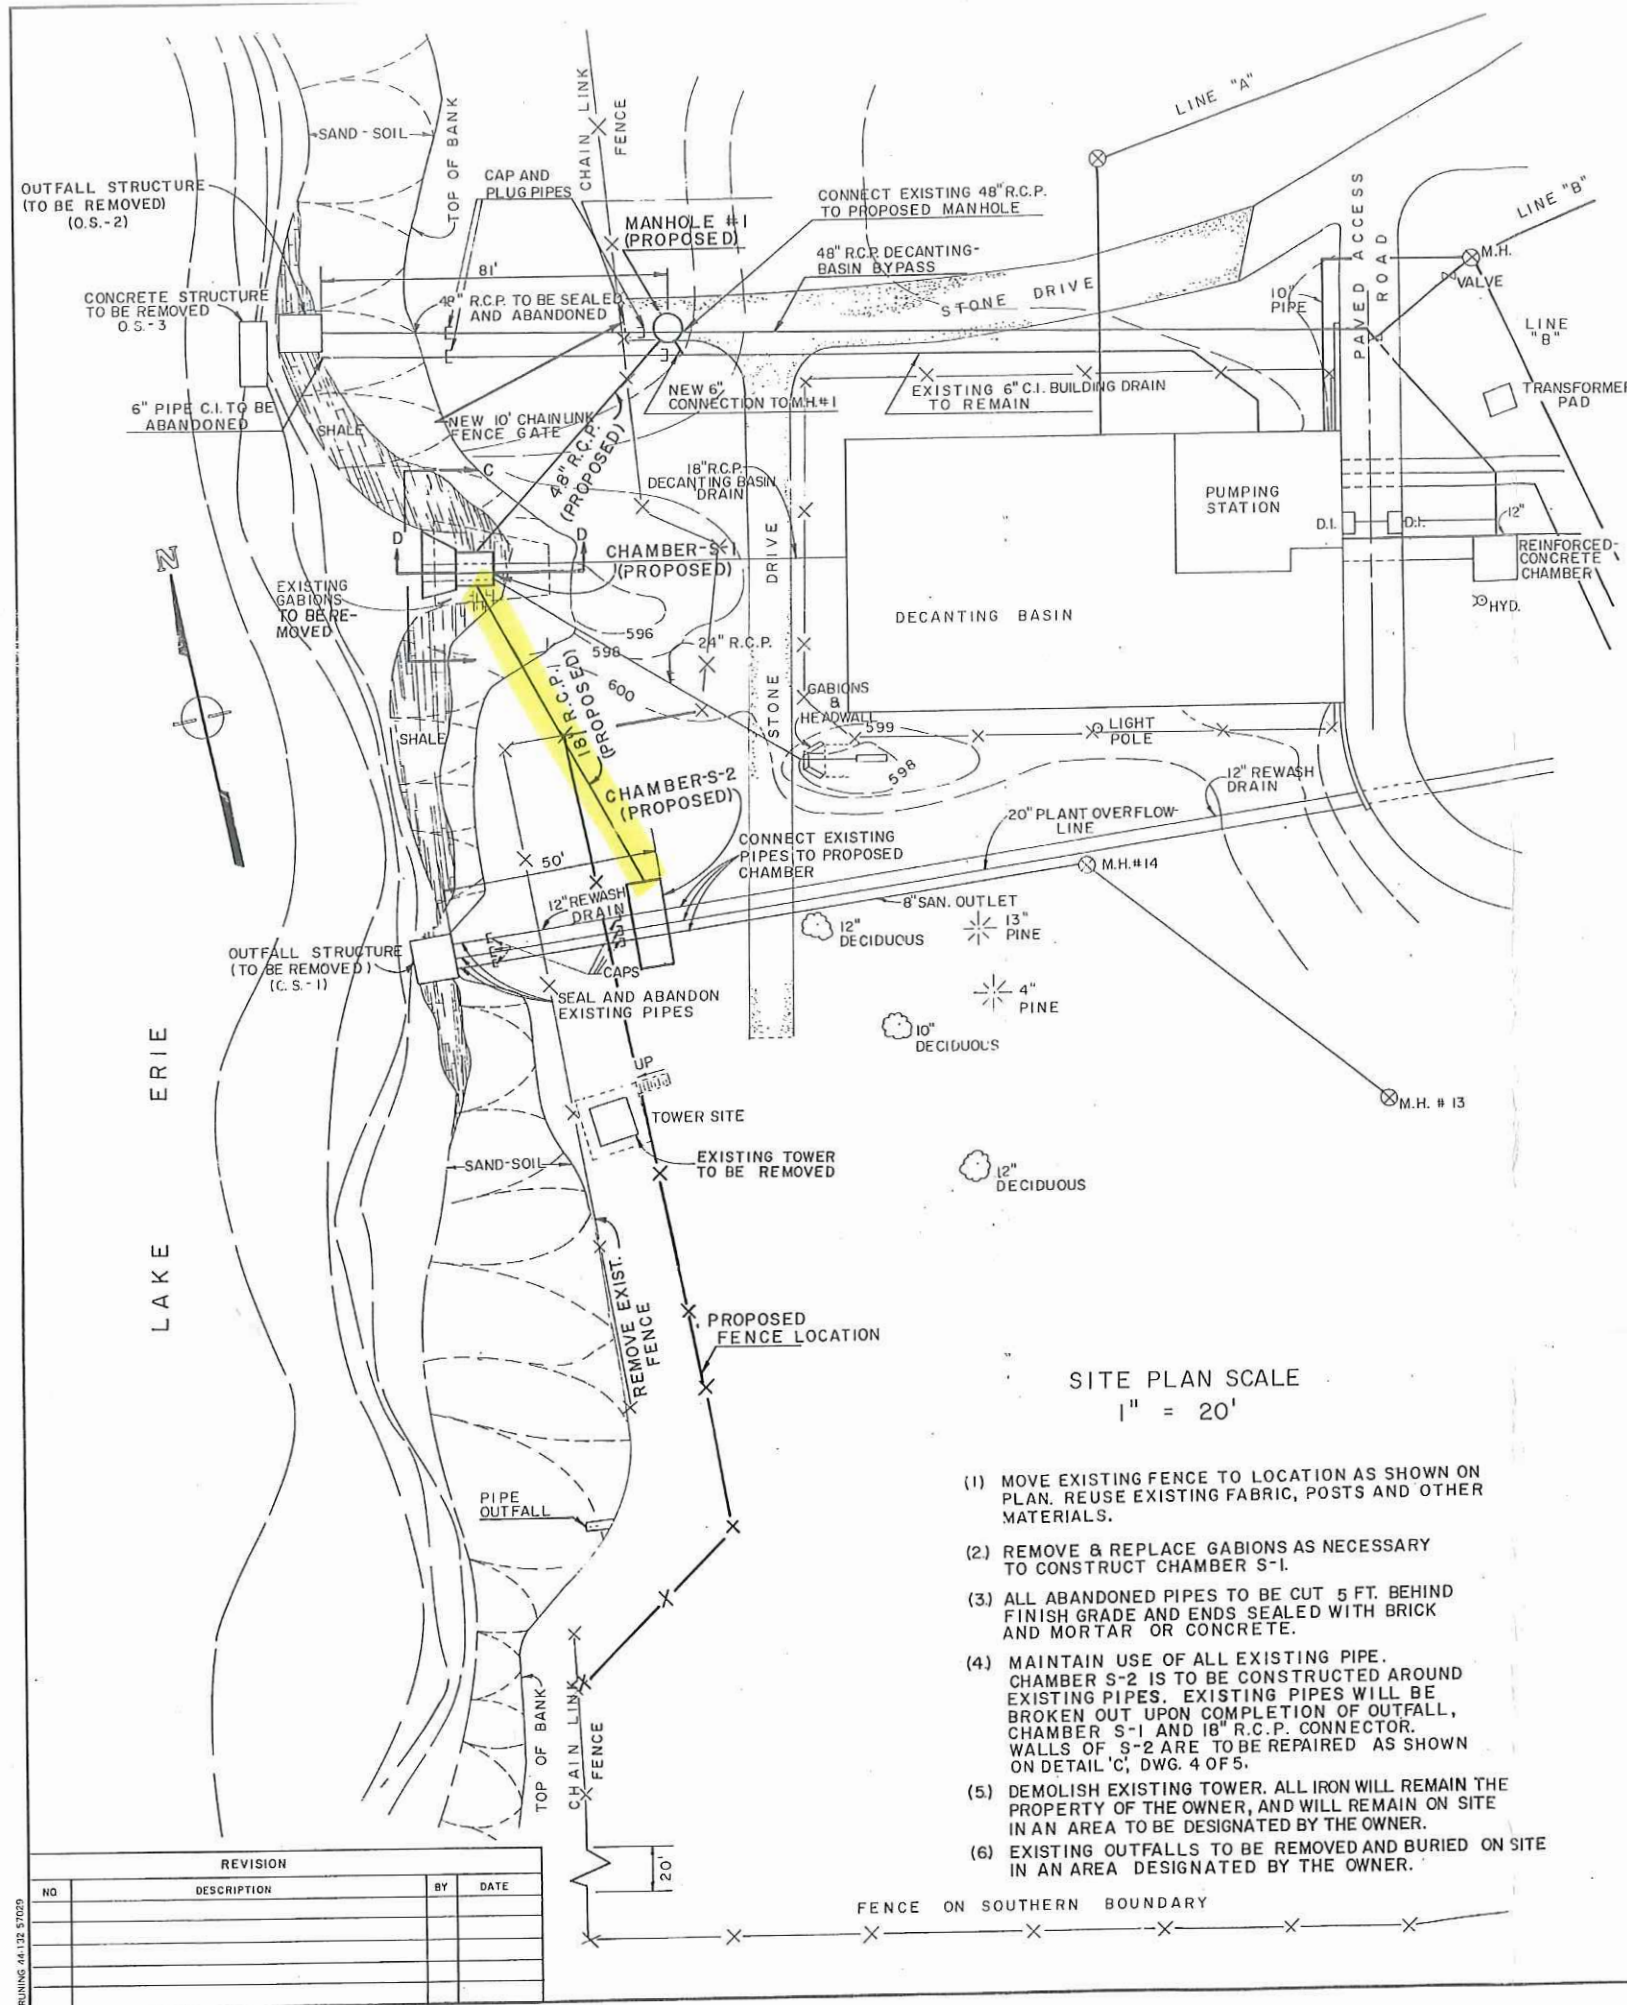 LINE "A"
CHAIN LINK
FENCE
TOP OF BANK
SAND-SOIL
OUTFALL STRUCTURE
(TO BE REMOVED)
(O.S.-2)
CAP AND
PLUG PIPES
MANHOLE #1
(PROPOSED)
CONNECT EXISTING 48" R.C.P.
TO PROPOSED MANHOLE
48" R.C.P. DECANTING-
BASIN BYPASS
STONE DRIVE
PAVED ACCESS
ROAD
LINE "B"
M.H.
VALVE
10"
PIPE
LINE
"B"
81'
CONCRETE STRUCTURE
TO BE REMOVED
O.S.-3
48" R.C.P. TO BE SEALED
AND ABANDONED
6" PIPE C.I. TO BE
ABANDONED
SHALE
NEW 10' CHAIN LINK
FENCE GATE
NEW 6"
CONNECTION TO M.H.#1
EXISTING 6" C.I. BUILDING DRAIN
TO REMAIN
TRANSFORMER
PAD
48" R.C.P.
(PROPOSED)
18" R.C.P.
DECANTING BASIN
DRAIN
C
D
D
PUMPING
STATION
D.I.
D.I.
12"
REINFORCED-
CONCRETE
CHAMBER
HYD.
N
EXISTING
GABIONS
TO BE RE-
MOVED
CHAMBER-S-1
(PROPOSED)
STONE DRIVE
DECANTING BASIN
596
598
600
24" R.C.P.
18" R.C.P.
(PROPOSED)
SHALE
GABIONS
&
HEADWALL
599
598
LIGHT
POLE
CHAMBER-S-2
(PROPOSED)
12" REWASH
DRAIN
20" PLANT OVERFLOW-
LINE
CONNECT EXISTING
PIPES TO PROPOSED
CHAMBER
M.H.#14
50'
12" REWASH
DRAIN
8" SAN. OUTLET
12"
DECIDUOUS
13"
PINE
OUTFALL STRUCTURE
(TO BE REMOVED)
(O.S.-1)
CAPS
SEAL AND ABANDON
EXISTING PIPES
4"
PINE
10"
DECIDUOUS
UP
TOWER SITE
M.H. # 13
LAKE ERIE
SAND-SOIL
EXISTING TOWER
TO BE REMOVED
12"
DECIDUOUS
REMOVE EXIST.
FENCE
PROPOSED
FENCE LOCATION
SITE PLAN SCALE
1" = 20'
PIPE
OUTFALL
(1) MOVE EXISTING FENCE TO LOCATION AS SHOWN ON
PLAN. REUSE EXISTING FABRIC, POSTS AND OTHER
MATERIALS.
(2.) REMOVE & REPLACE GABIONS AS NECESSARY
TO CONSTRUCT CHAMBER S-1.
(3.) ALL ABANDONED PIPES TO BE CUT 5 FT. BEHIND
FINISH GRADE AND ENDS SEALED WITH BRICK
AND MORTAR OR CONCRETE.
(4.) MAINTAIN USE OF ALL EXISTING PIPE.
CHAMBER S-2 IS TO BE CONSTRUCTED AROUND
EXISTING PIPES. EXISTING PIPES WILL BE
BROKEN OUT UPON COMPLETION OF OUTFALL,
CHAMBER S-1 AND 18" R.C.P. CONNECTOR.
WALLS OF S-2 ARE TO BE REPAIRED AS SHOWN
ON DETAIL 'C', DWG. 4 OF 5.
(5.) DEMOLISH EXISTING TOWER. ALL IRON WILL REMAIN THE
PROPERTY OF THE OWNER, AND WILL REMAIN ON SITE
IN AN AREA TO BE DESIGNATED BY THE OWNER.
(6) EXISTING OUTFALLS TO BE REMOVED AND BURIED ON SITE
IN AN AREA DESIGNATED BY THE OWNER.
TOP OF BANK
CHAIN LINK
FENCE
20'
FENCE ON SOUTHERN BOUNDARY
REVISION
NO DESCRIPTION BY DATE
RUNING 44-132 57029